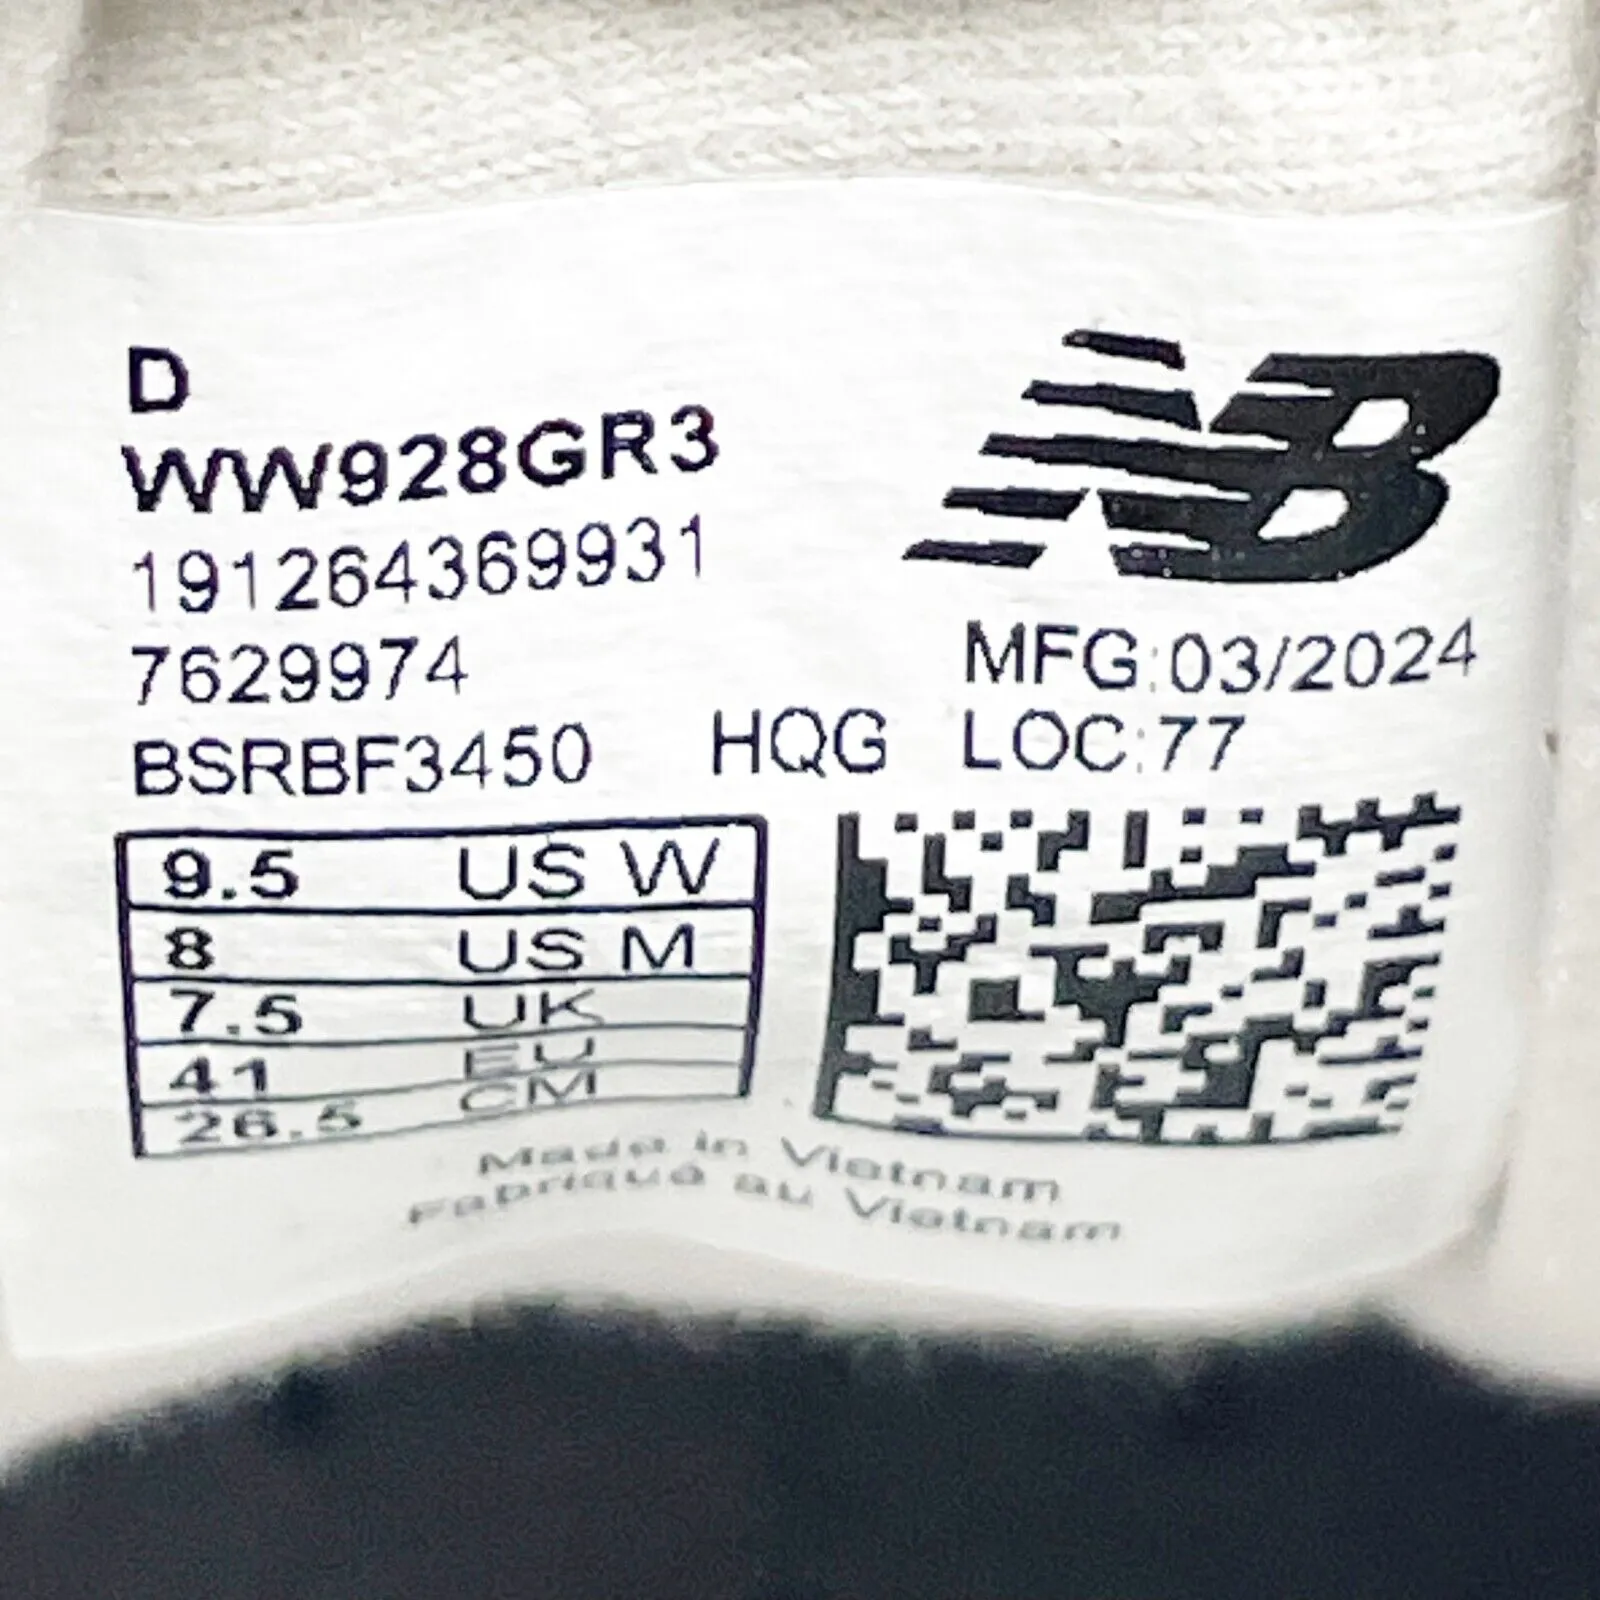 D
WW928GR3
191264369931
7629974
BSRBF3450 HQG
NB
MFG:03/2024
LOC:77
9.5 US W
8 US M
7.5 UK
41 EU
26.5 CM
Made in Vietnam
Fabriqué au Vietnam